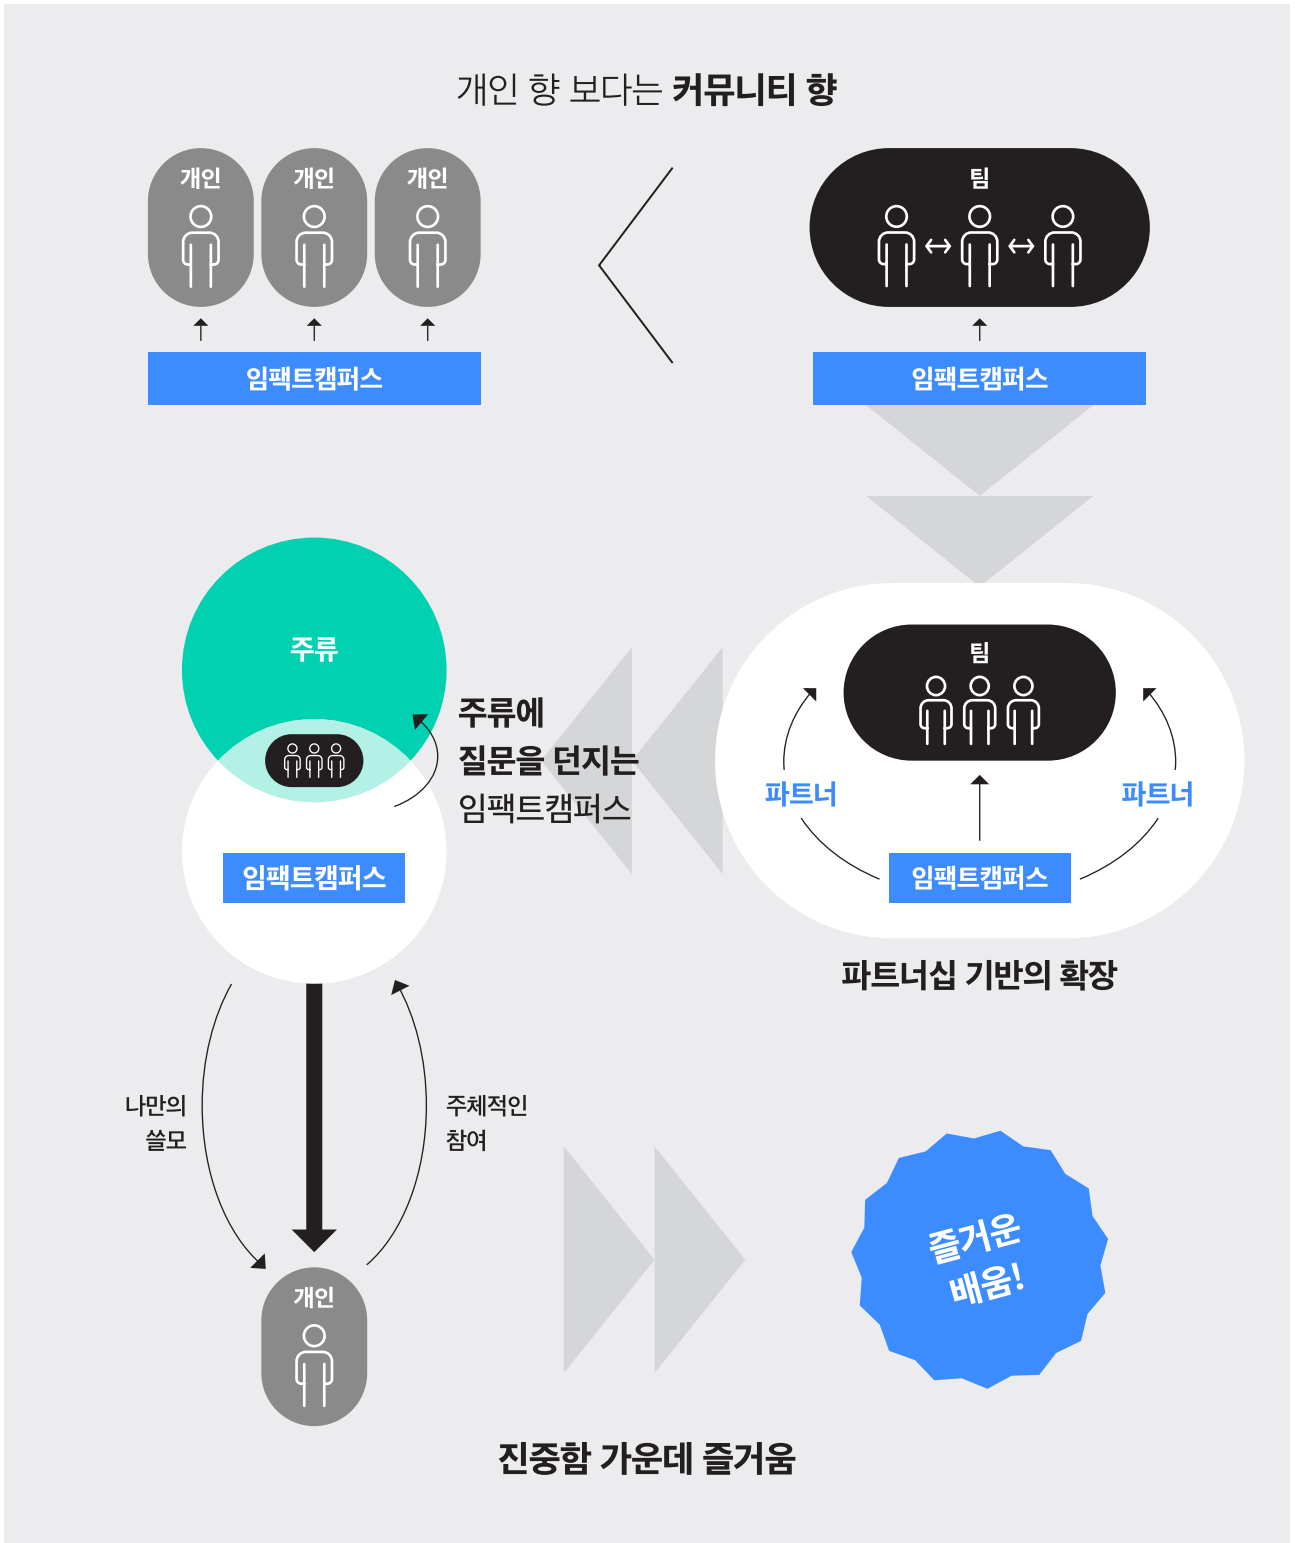 개인 향 보다는 커뮤니티 향
개인 개인 개인
임팩트캠퍼스
팀
임팩트캠퍼스
팀
파트너 파트너
임팩트캠퍼스
파트너십 기반의 확장
주류
주류에
질문을 던지는
임팩트캠퍼스
임팩트캠퍼스
나만의
쓸모
주체적인
참여
개인
즐거운
배움!
진중함 가운데 즐거움